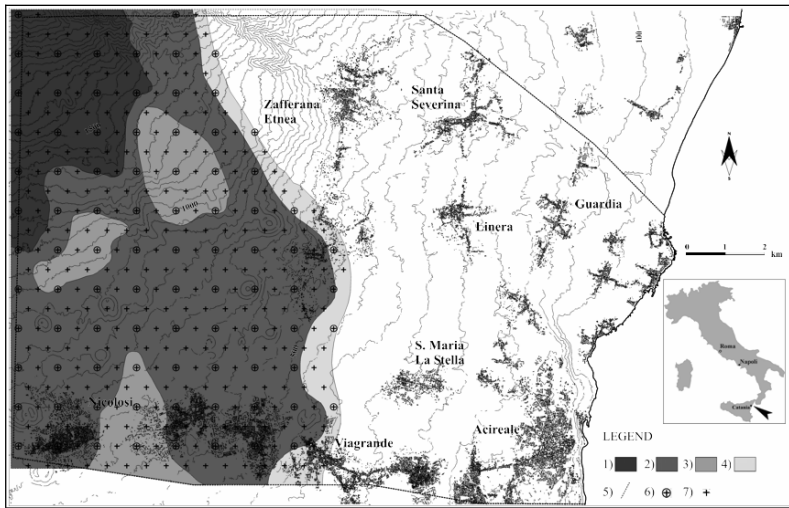 100
Zafferana
Etnea
Santa
Severina
N
S
1000
Guardia
Linera
0 1 2
km
S. Maria
La Stella
Roma
Napoli
Catania
Nicolosi
Viagrande
Acireale
LEGEND
1) 2) 3) 4)
5) 6) 7)